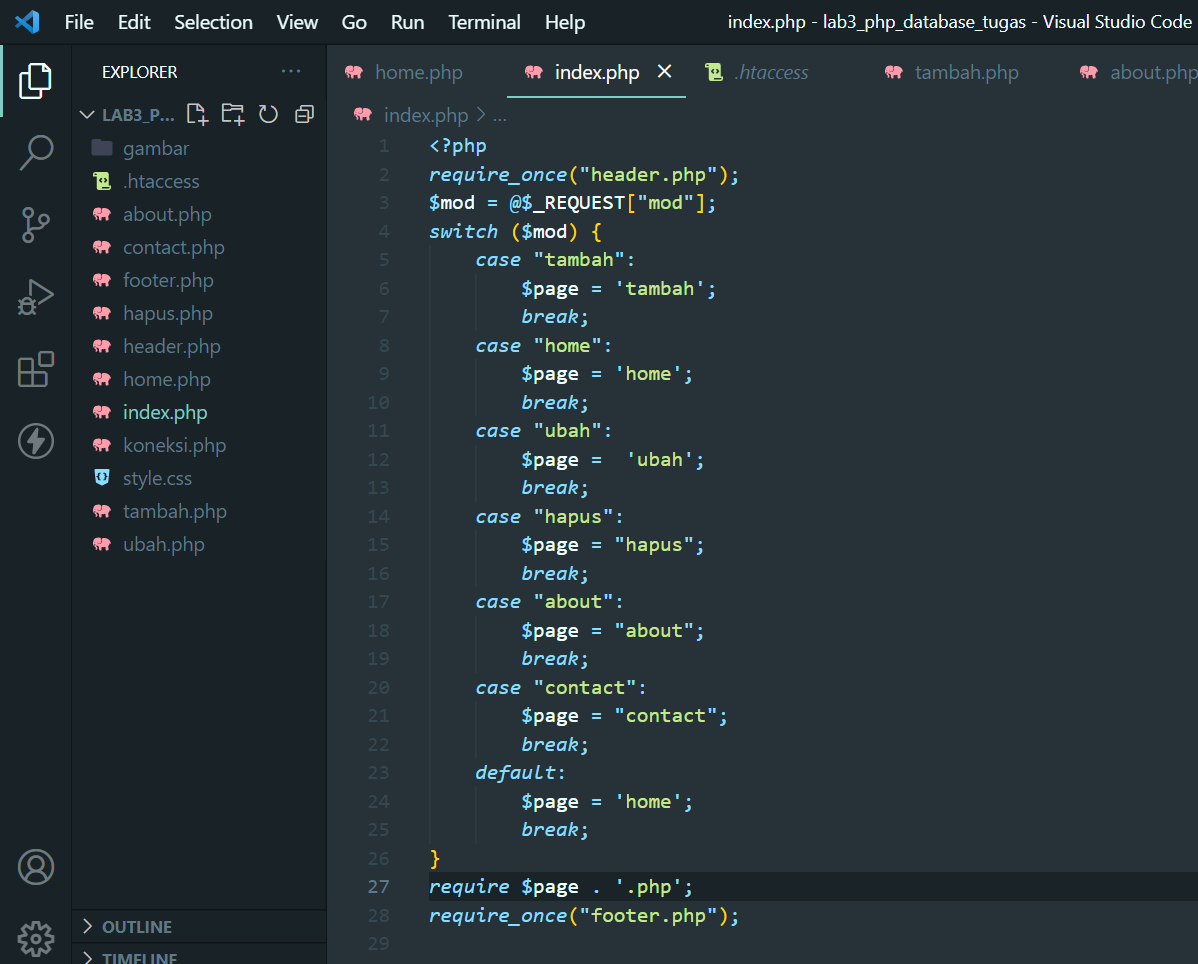 File Edit Selection View Go Run Terminal Help index.php - lab3_php_database_tugas - Visual Studio Code
EXPLORER ...
LAB3_P...
gambar
.htaccess
about.php
contact.php
footer.php
hapus.php
header.php
home.php
index.php
koneksi.php
style.css
tambah.php
ubah.php
OUTLINE
TIMELINE
home.php index.php .htaccess tambah.php about.php
index.php > ...
1 <?php
2 require_once("header.php");
3 $mod = @$_REQUEST["mod"];
4 switch ($mod) {
5     case "tambah":
6         $page = 'tambah';
7         break;
8     case "home":
9         $page = 'home';
10         break;
11     case "ubah":
12         $page =  'ubah';
13         break;
14     case "hapus":
15         $page = "hapus";
16         break;
17     case "about":
18         $page = "about";
19         break;
20     case "contact":
21         $page = "contact";
22         break;
23     default:
24         $page = 'home';
25         break;
26 }
27 require $page . '.php';
28 require_once("footer.php");
29